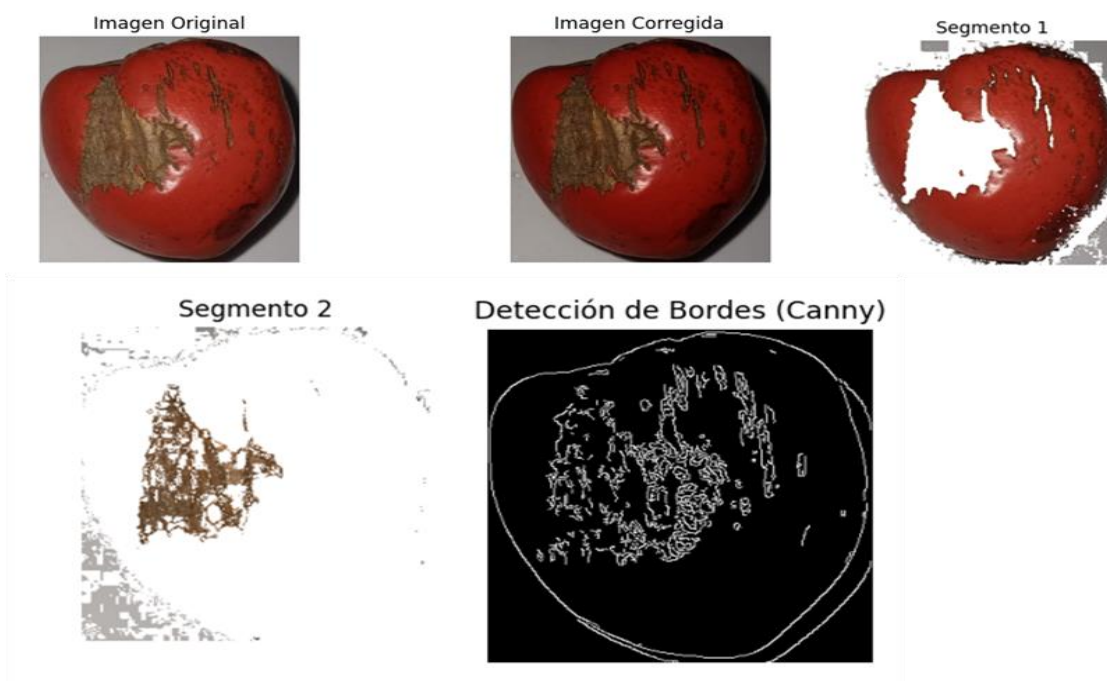 Imagen Original
Imagen Corregida
Segmento 1
Segmento 2
Detección de Bordes (Canny)